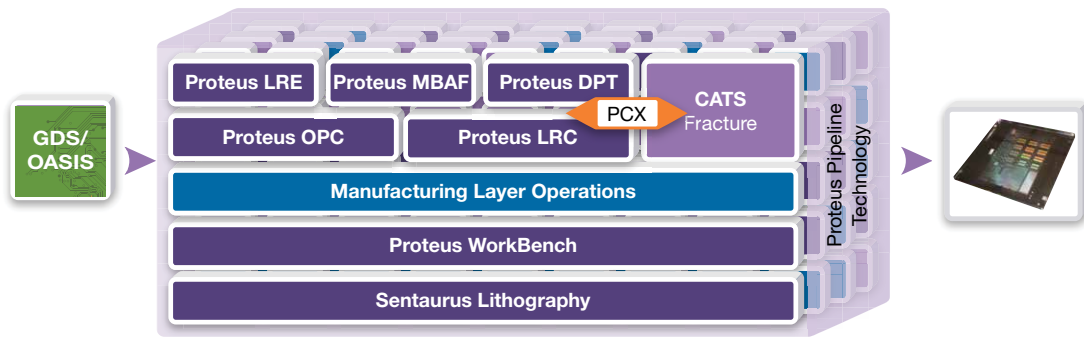 GDS/
OASIS
Proteus LRE
Proteus MBAF
Proteus DPT
CATS
Fracture
PCX
Proteus OPC
Proteus LRC
Manufacturing Layer Operations
Proteus WorkBench
Sentaurus Lithography
Proteus Pipeline
Technology